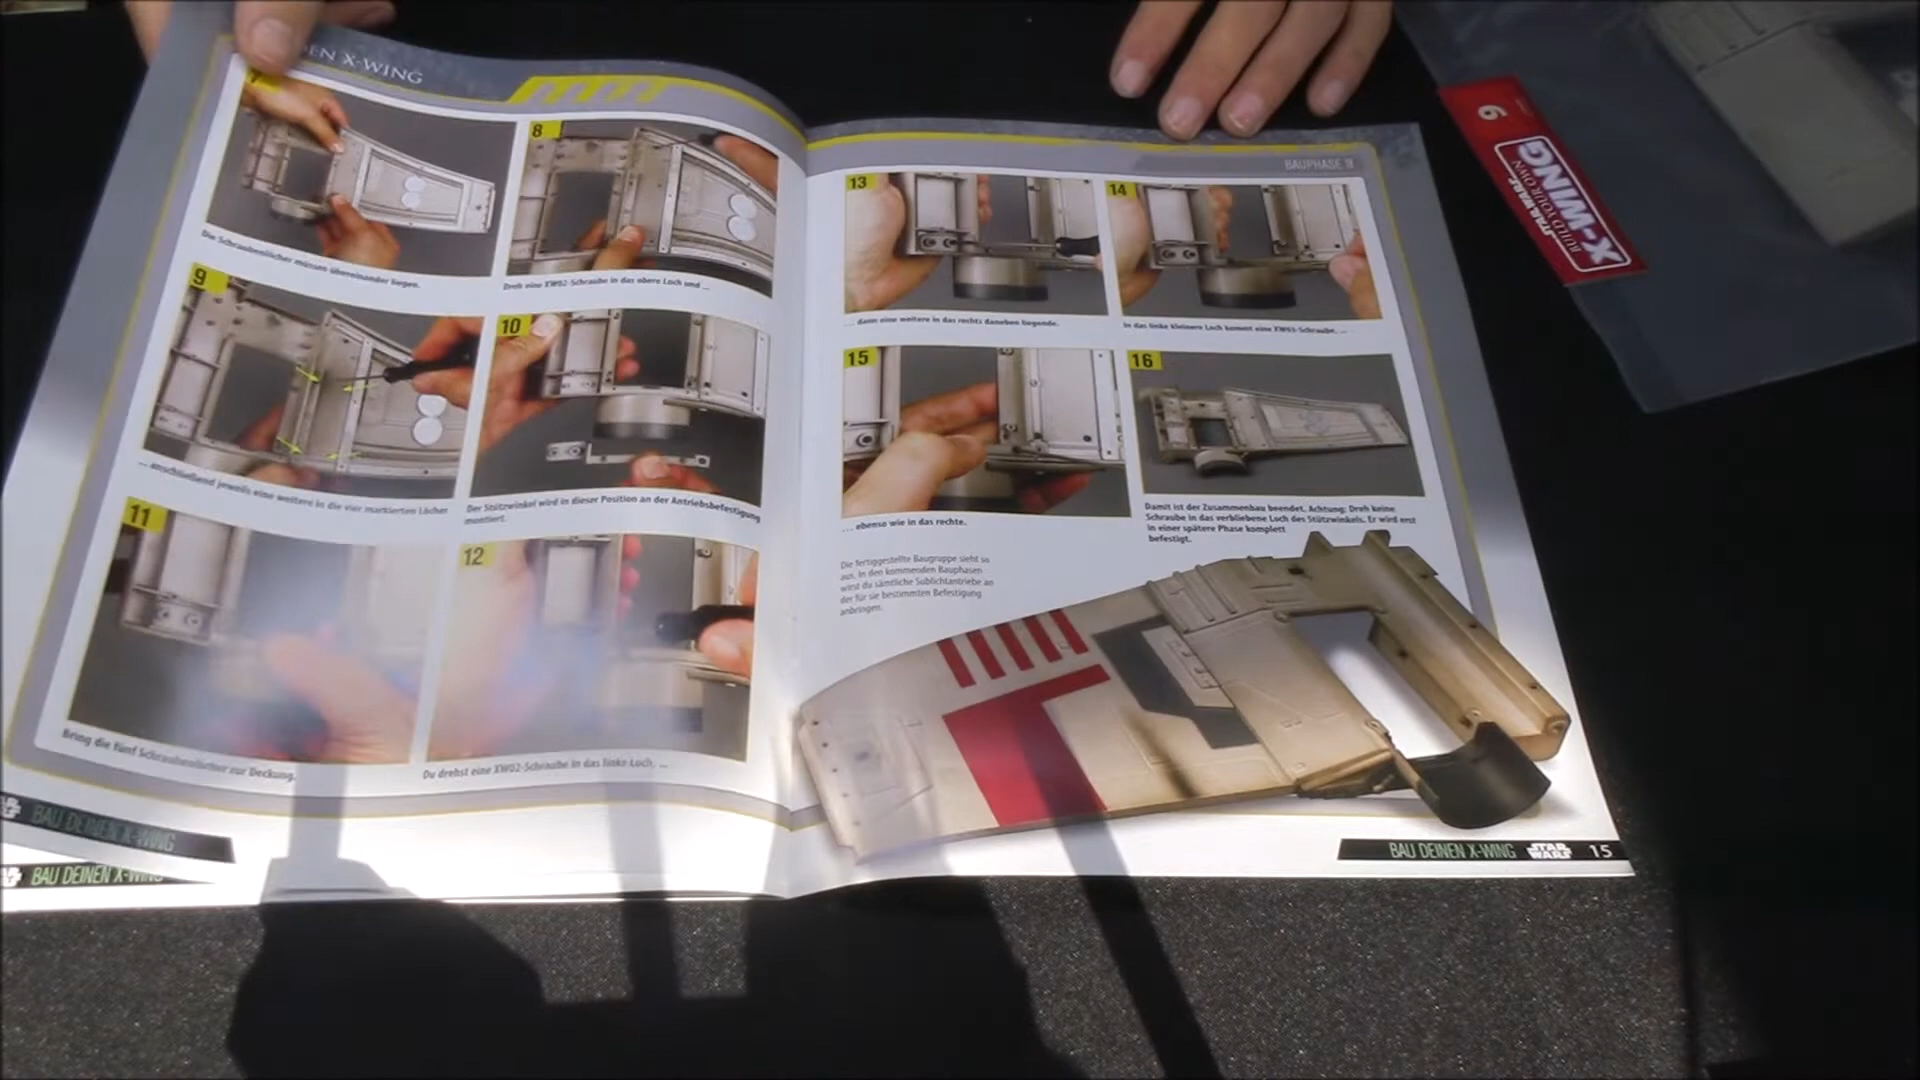 EN X-WING
7
Die Schraubenlöcher müssen übereinander liegen.
8
Dreh eine XW02-Schraube in das obere Loch und ...
9
... anschließend jeweils eine weitere in die vier markierten Löcher
10
Der Stützwinkel wird in dieser Position an der Antriebsbefestigung
montiert.
11
Bring die fünf Schraubenlöcher zur Deckung.
12
Du drehst eine XW02-Schraube in das linke Loch, ...
BAU DEINEN X-WING
BAU DEINEN X-WING
BAUPHASE
13
... dann eine weitere in das rechts daneben liegende.
14
In das linke kleinere Loch kommt eine XW03-Schraube, ...
15
... ebenso wie in das rechte.
16
Damit ist der Zusammenbau beendet. Achtung: Dreh keine
Schraube in das verbliebene Loch des Stützwinkels. Er wird erst
in einer spätere Phase komplett
befestigt.
Die fertiggestellte Baugruppe sieht so
aus. In den kommenden Bauphasen
wirst du sämtliche Sublichtantriebe an
der für sie bestimmten Befestigung
anbringen.
BAU DEINEN X-WING STAR WARS 15
STAR WARS
BUILD YOUR OWN
X-WING